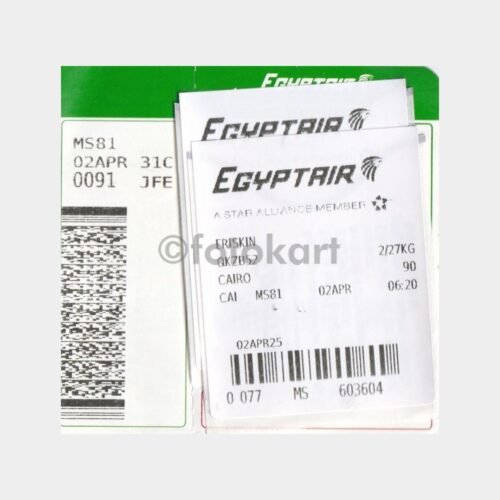 EGYPTAIR
MS81
02APR 31C
0091 JFE
EGYPTAIR
EGYPTAIR
A STAR ALLIANCE MEMBER
ERISKIN
QKZB52 2/27KG
CAIRO 90
CAI MS81 02APR 06:20
©fotokart
02APR25
0 077 MS 603604